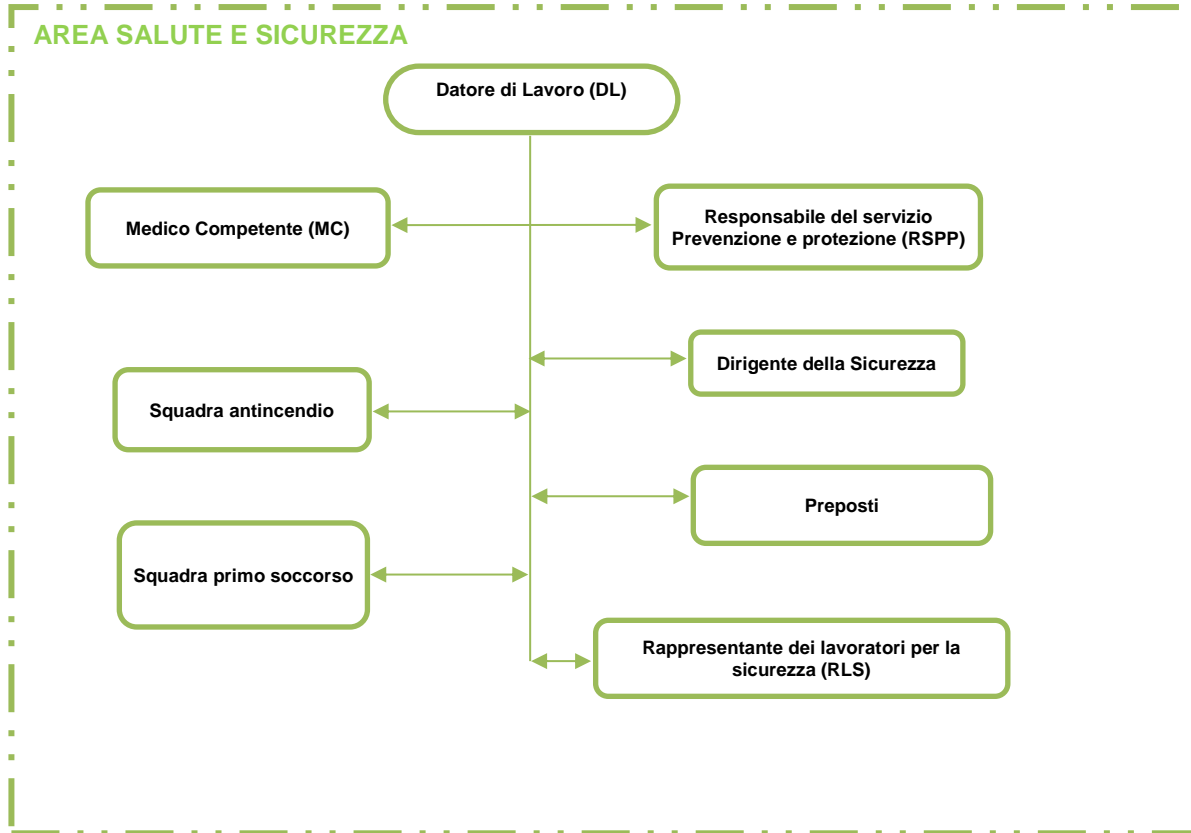 AREA SALUTE E SICUREZZA
Datore di Lavoro (DL)
Medico Competente (MC)
Responsabile del servizio
Prevenzione e protezione (RSPP)
Dirigente della Sicurezza
Squadra antincendio
Preposti
Squadra primo soccorso
Rappresentante dei lavoratori per la
sicurezza (RLS)